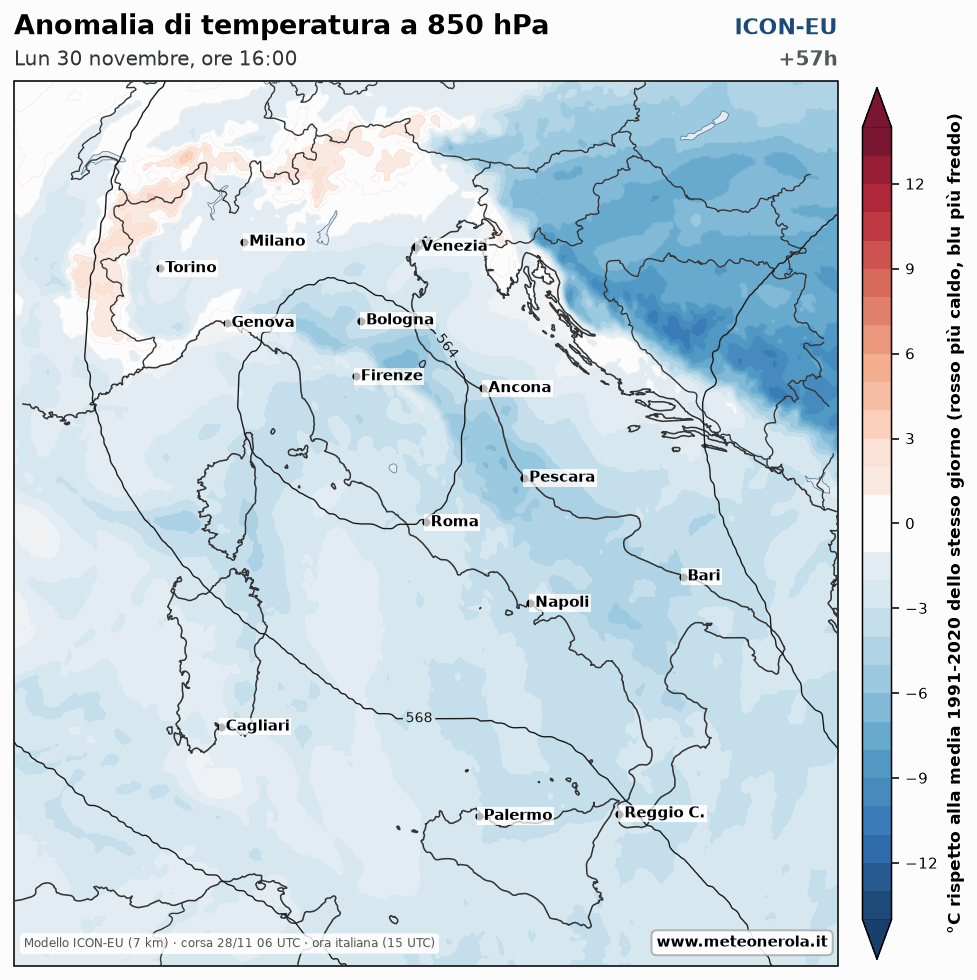 Anomalia di temperatura a 850 hPa
ICON-EU
Lun 30 novembre, ore 16:00
+57h
Milano
Venezia
Torino
Genova
Bologna
564
Firenze
Ancona
Pescara
Roma
Bari
Napoli
568
Cagliari
Palermo
Reggio C.
Modello ICON-EU (7 km) · corsa 28/11 06 UTC · ora italiana (15 UTC)
www.meteonerola.it
12
9
6
3
0
−3
−6
−9
−12
°C rispetto alla media 1991-2020 dello stesso giorno (rosso più caldo, blu più freddo)